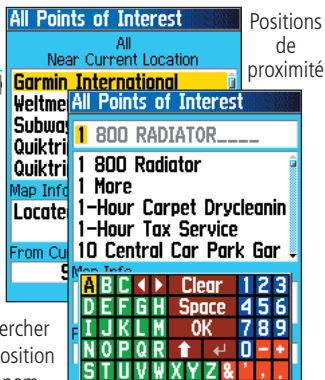 All Points of Interest
All
Near Current Location
Garmin International
Weltme
Subway
Quiktri
Quiktri
Map Info
Locate
From Cu
Positions
de
proximité
All Points of Interest
1 800 RADIATOR____
1 800 Radiator
1 More
1-Hour Carpet Drycleanin
1-Hour Tax Service
10 Central Car Park Gar
Map Info
A B C Clear 1 2 3
D E F G H Space 4 5 6
I J K L M OK 7 8 9
N O P Q R 0 - +
S T U V W X Y Z & ' , .
ercher
osition
nom